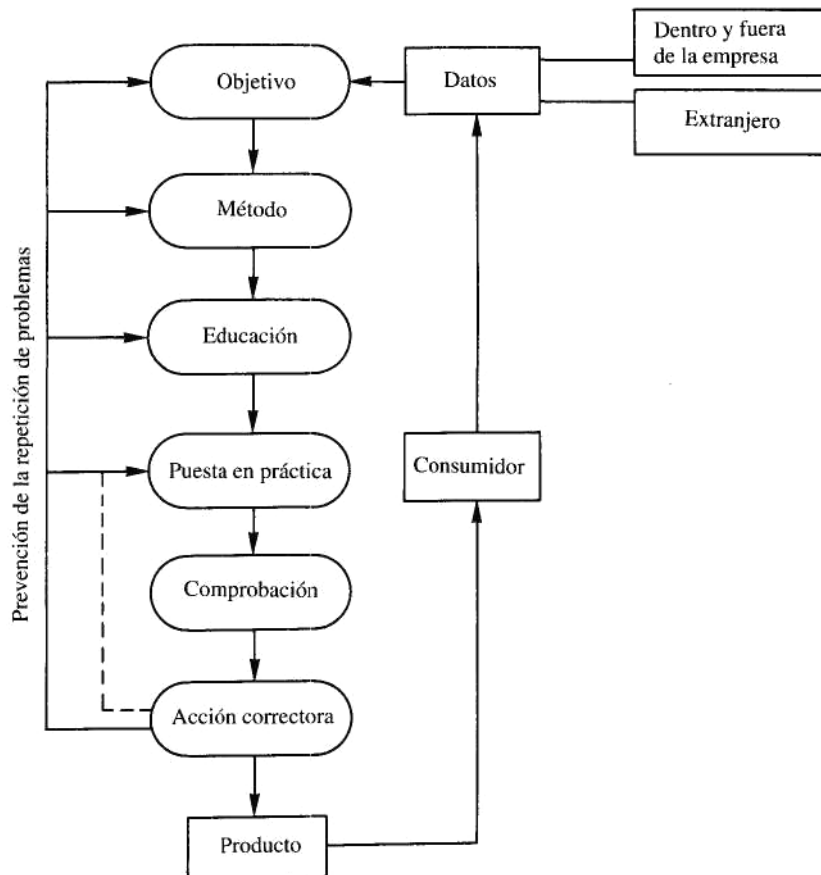 Dentro y fuera
de la empresa
Objetivo
Datos
Extranjero
Método
Educación
Prevención de la repetición de problemas
Puesta en práctica
Consumidor
Comprobación
Acción correctora
Producto